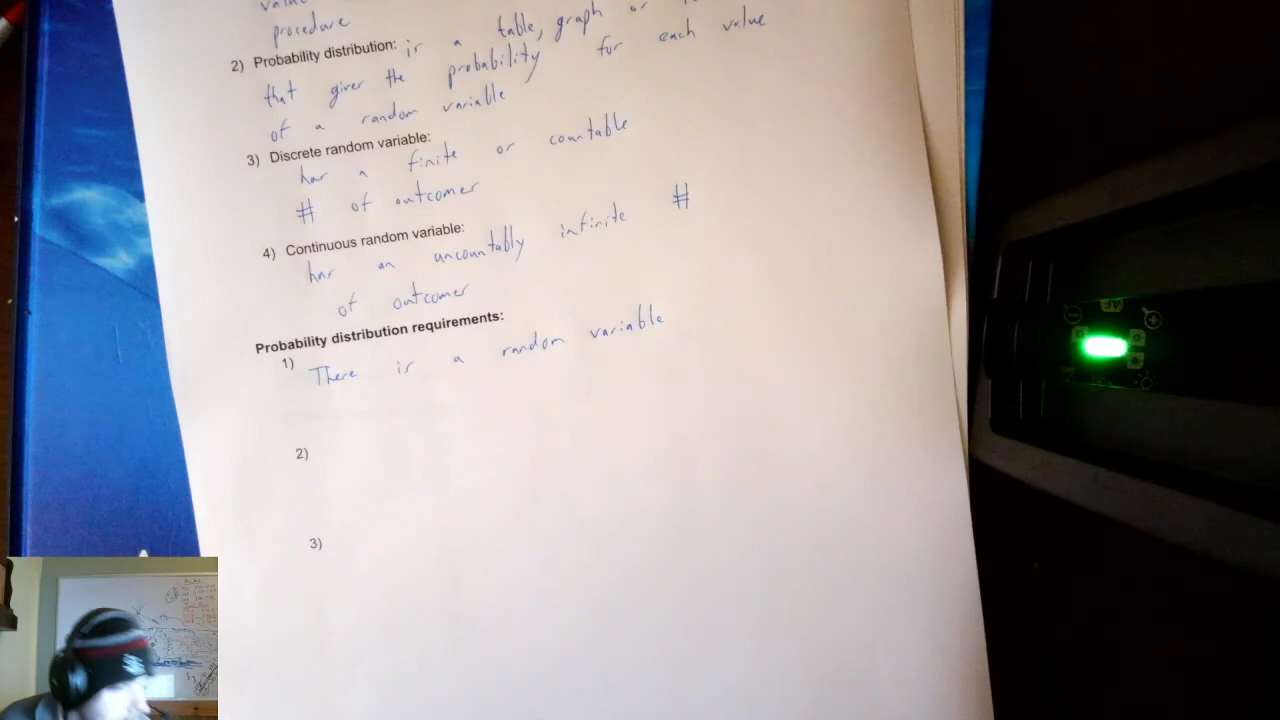 procedure
2) Probability distribution: is a table, graph or
that gives the probability for each value
of a random variable
3) Discrete random variable:
has a finite or countable
# of outcomes
4) Continuous random variable:
has an uncountably infinite #
of outcomes
Probability distribution requirements:
1) There is a random variable
2)
3)